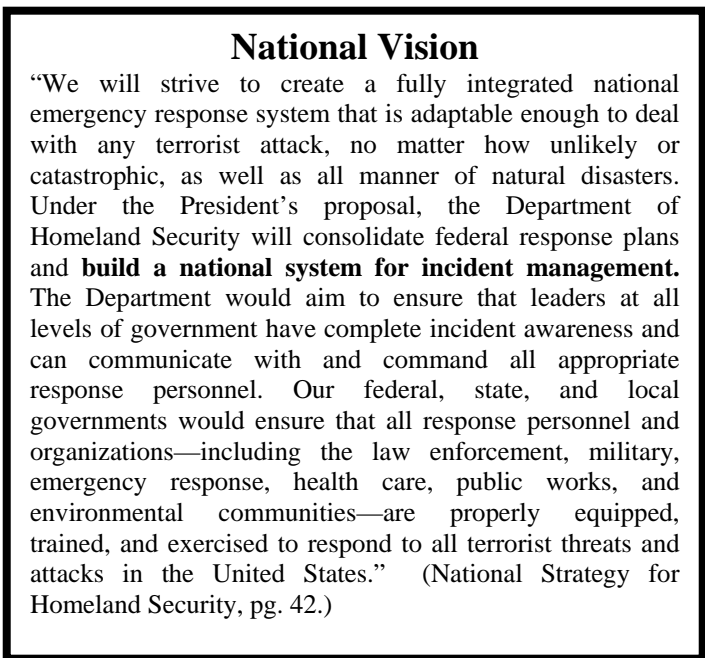 National Vision
“We will strive to create a fully integrated national
emergency response system that is adaptable enough to deal
with any terrorist attack, no matter how unlikely or
catastrophic, as well as all manner of natural disasters.
Under the President’s proposal, the Department of
Homeland Security will consolidate federal response plans
and build a national system for incident management.
The Department would aim to ensure that leaders at all
levels of government have complete incident awareness and
can communicate with and command all appropriate
response personnel. Our federal, state, and local
governments would ensure that all response personnel and
organizations—including the law enforcement, military,
emergency response, health care, public works, and
environmental communities—are properly equipped,
trained, and exercised to respond to all terrorist threats and
attacks in the United States.” (National Strategy for
Homeland Security, pg. 42.)